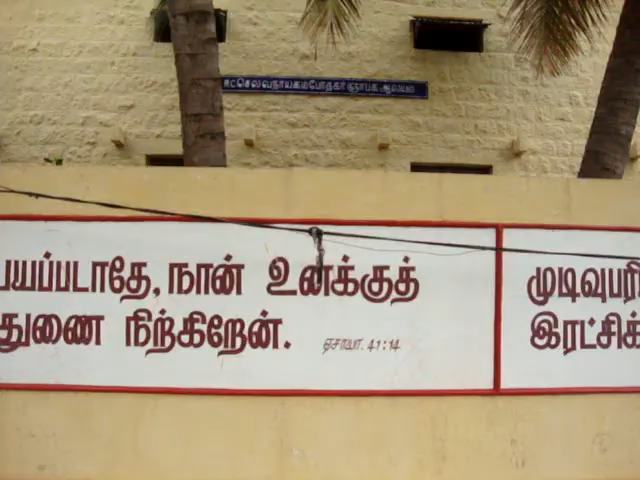 பயப்படாதே, நான் உனக்குத்
துணை நிற்கிறேன்.
ஏசாயா. 41:14
முடிவுபரி
இரட்சிக்